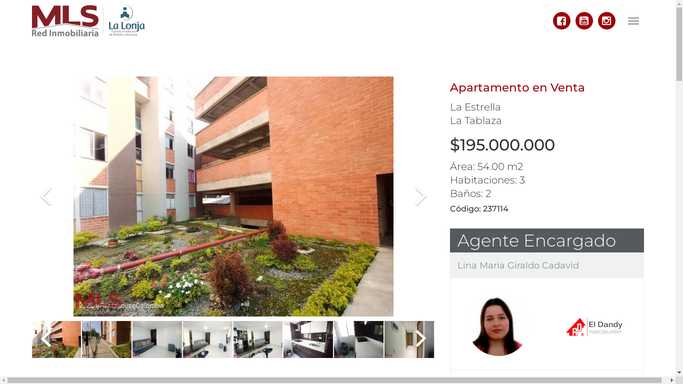 MLS
Red Inmobiliaria
La Lonja
Apartamento en Venta
La Estrella
La Tablaza
$195.000.000
Área: 54.00 m2
Habitaciones: 3
Baños: 2
Código: 237114
Agente Encargado
Lina Maria Giraldo Cadavid
El Dandy